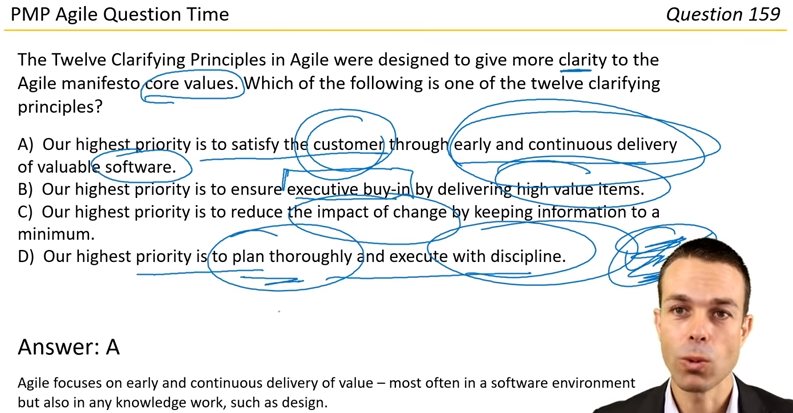 PMP Agile Question Time
Question 159
The Twelve Clarifying Principles in Agile were designed to give more clarity to the
Agile manifesto core values. Which of the following is one of the twelve clarifying
principles?
A) Our highest priority is to satisfy the customer through early and continuous delivery
of valuable software.
B) Our highest priority is to ensure executive buy-in by delivering high value items.
C) Our highest priority is to reduce the impact of change by keeping information to a
minimum.
D) Our highest priority is to plan thoroughly and execute with discipline.
Answer: A
Agile focuses on early and continuous delivery of value – most often in a software environment
but also in any knowledge work, such as design.